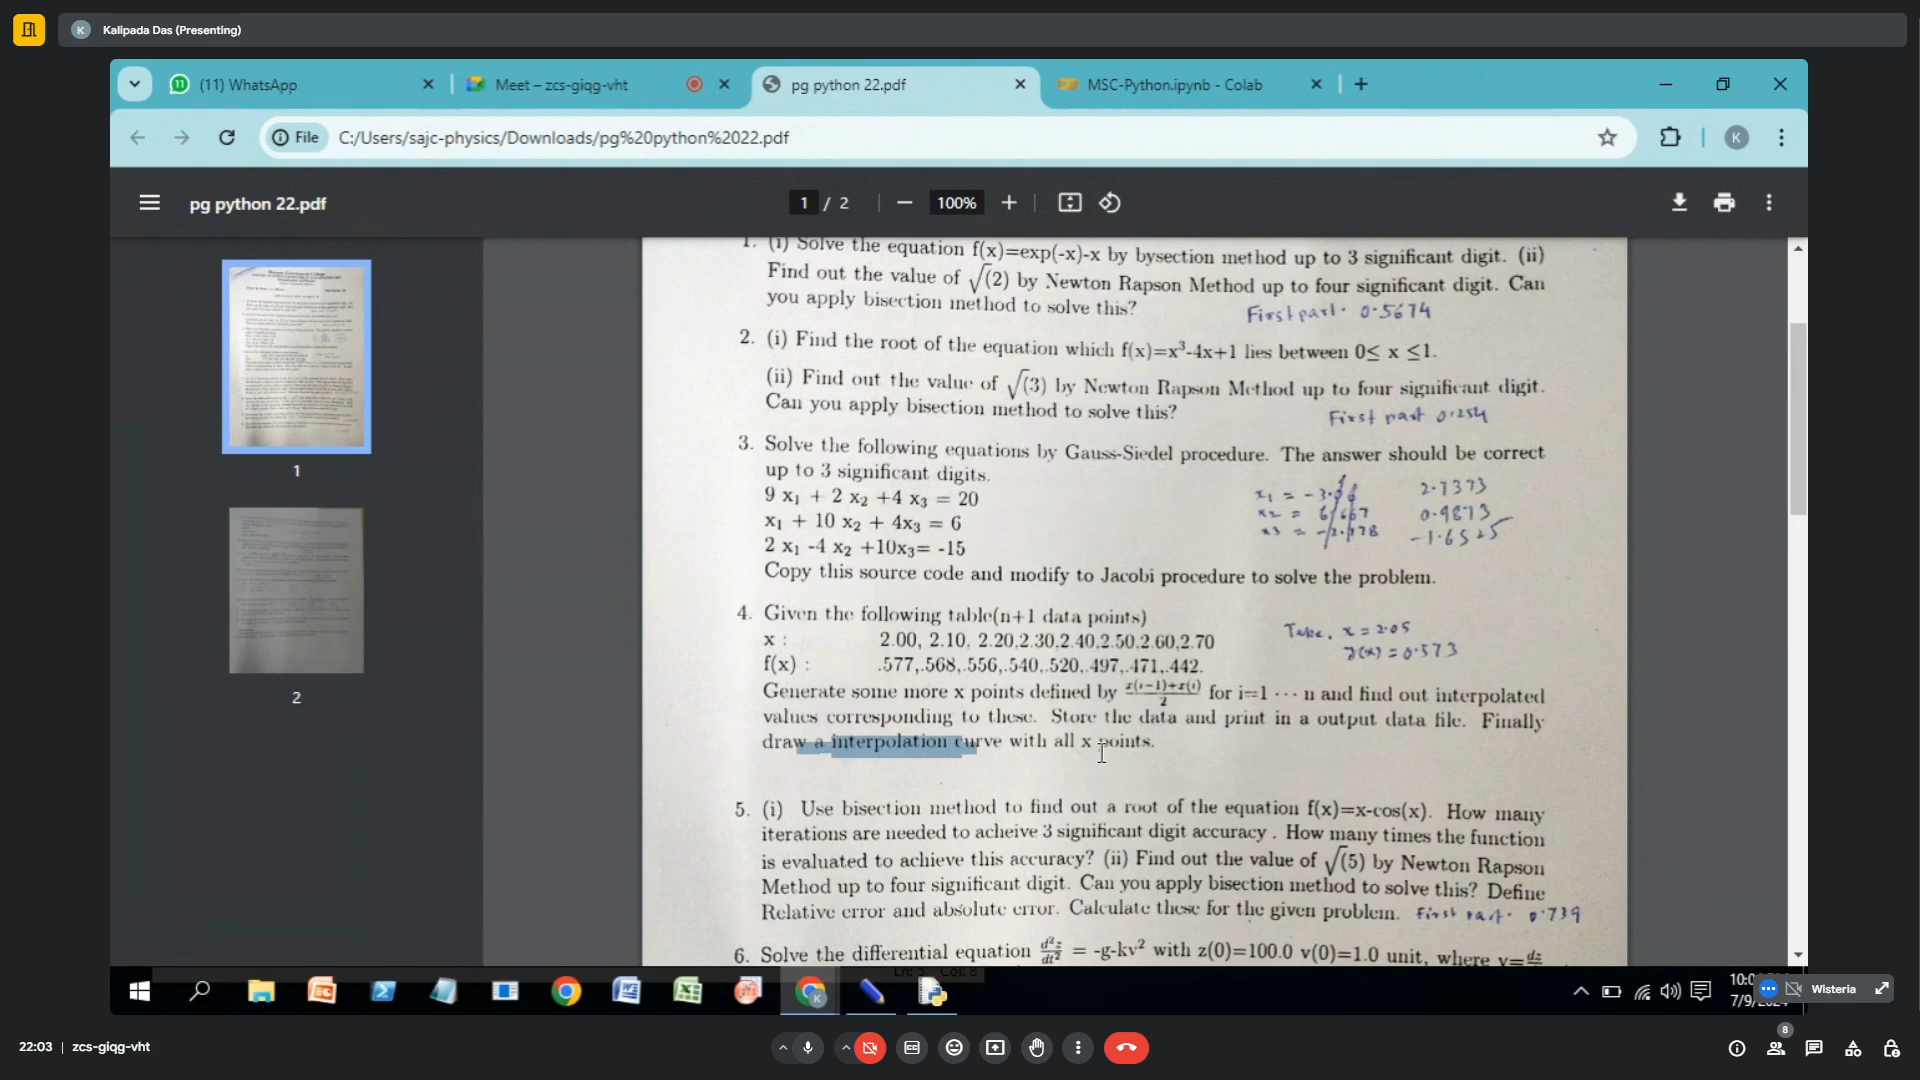 Kalipada Das (Presenting)
(11) WhatsApp
Meet – zcs-giqg-vht
pg python 22.pdf
MSC-Python.ipynb - Colab
File
C:/Users/sajc-physics/Downloads/pg%20python%2022.pdf
K
pg python 22.pdf
1 / 2
100%
1. (i) Solve the equation f(x)=exp(-x)-x by bysection method up to 3 significant digit. (ii)
Find out the value of √(2) by Newton Rapson Method up to four significant digit. Can
you apply bisection method to solve this?
First part. 0.5674
2. (i) Find the root of the equation which f(x)=x³-4x+1 lies between 0≤ x ≤1.
(ii) Find out the value of √(3) by Newton Rapson Method up to four significant digit.
Can you apply bisection method to solve this?
First part 0.254
3. Solve the following equations by Gauss-Siedel procedure. The answer should be correct
up to 3 significant digits.
9 x₁ + 2 x₂ +4 x₃ = 20
x₁ + 10 x₂ + 4x₃ = 6
2 x₁ -4 x₂ +10x₃= -15
x₁ = 2.7373
x₂ = 0.9873
x₃ = -1.6525
Copy this source code and modify to Jacobi procedure to solve the problem.
4. Given the following table(n+1 data points)
x : 2.00, 2.10, 2.20,2.30,2.40,2.50,2.60,2.70
f(x) : .577,.568,.556,.540,.520,.497,.471,.442.
Take, x = 2.05
y(x) = 0.573
Generate some more x points defined by x(i−1)+x(i)/2 for i=1 ⋯ n and find out interpolated
values corresponding to these. Store the data and print in a output data file. Finally
draw a interpolation curve with all x points.
5. (i) Use bisection method to find out a root of the equation f(x)=x-cos(x). How many
iterations are needed to acheive 3 significant digit accuracy . How many times the function
is evaluated to achieve this accuracy? (ii) Find out the value of √(5) by Newton Rapson
Method up to four significant digit. Can you apply bisection method to solve this? Define
Relative error and absolute error. Calculate these for the given problem. First part. 0.739
6. Solve the differential equation d²z/dt² = -g-kv² with z(0)=100.0 v(0)=1.0 unit, where v=dz
1
2
Ln: 5 Col: 8
Wisteria
22:03 | zcs-giqg-vht
8